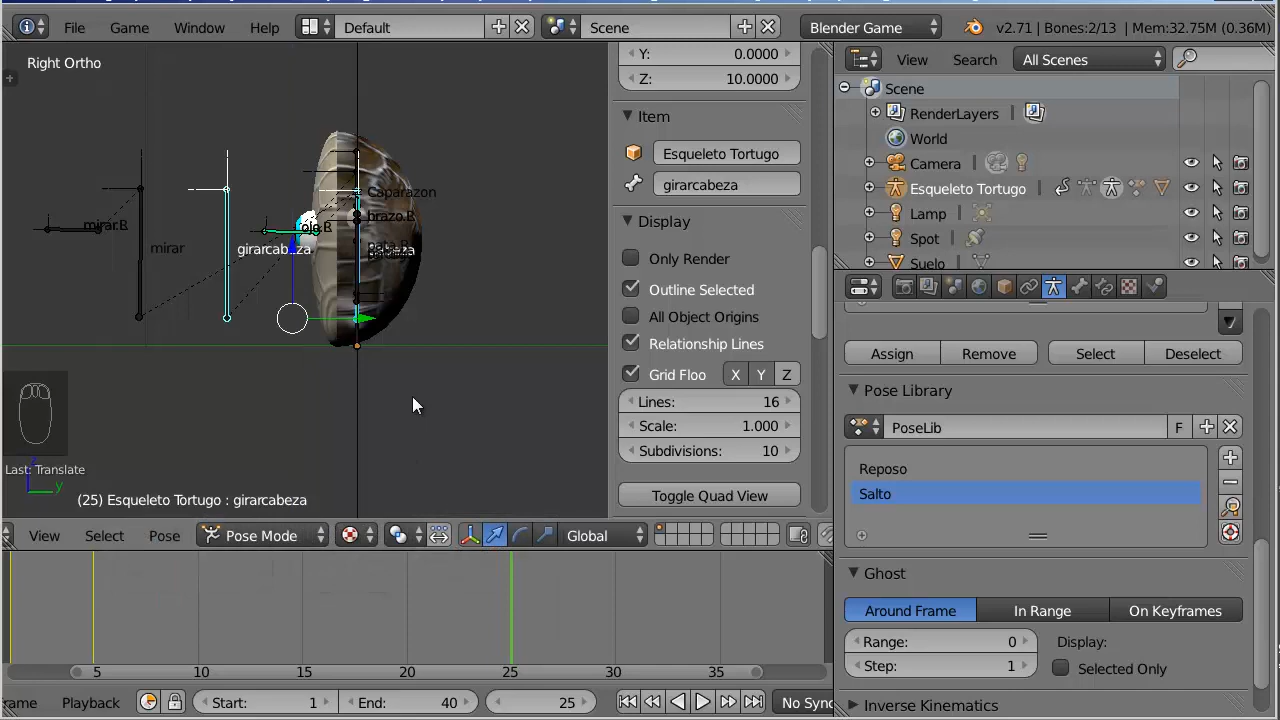 File Game Window Help Default Scene Blender Game v2.71 | Bones:2/13 | Mem:32.75M (0.36M)
Right Ortho
Y: 0.0000
Z: 10.0000
Item
Esqueleto Tortugo
girarcabeza
Display
Only Render
Outline Selected
All Object Origins
Relationship Lines
Grid Floo X Y Z
Lines: 16
Scale: 1.000
Subdivisions: 10
Toggle Quad View
Caparazon
brazo.R
mirar.R
ojo.R
mirar
girarcabeza
pata.R
cabeza
Last: Translate
z
y
(25) Esqueleto Tortugo : girarcabeza
View Select Pose Pose Mode Global
5 10 15 20 25 30 35
rame Playback Start: 1 End: 40 25 No Sync
View Search All Scenes
Scene
RenderLayers
World
Camera
Esqueleto Tortugo
Lamp
Spot
Suelo
Assign Remove Select Deselect
Pose Library
PoseLib F
Reposo
Salto
Ghost
Around Frame In Range On Keyframes
Range: 0 Display:
Step: 1 Selected Only
Inverse Kinematics